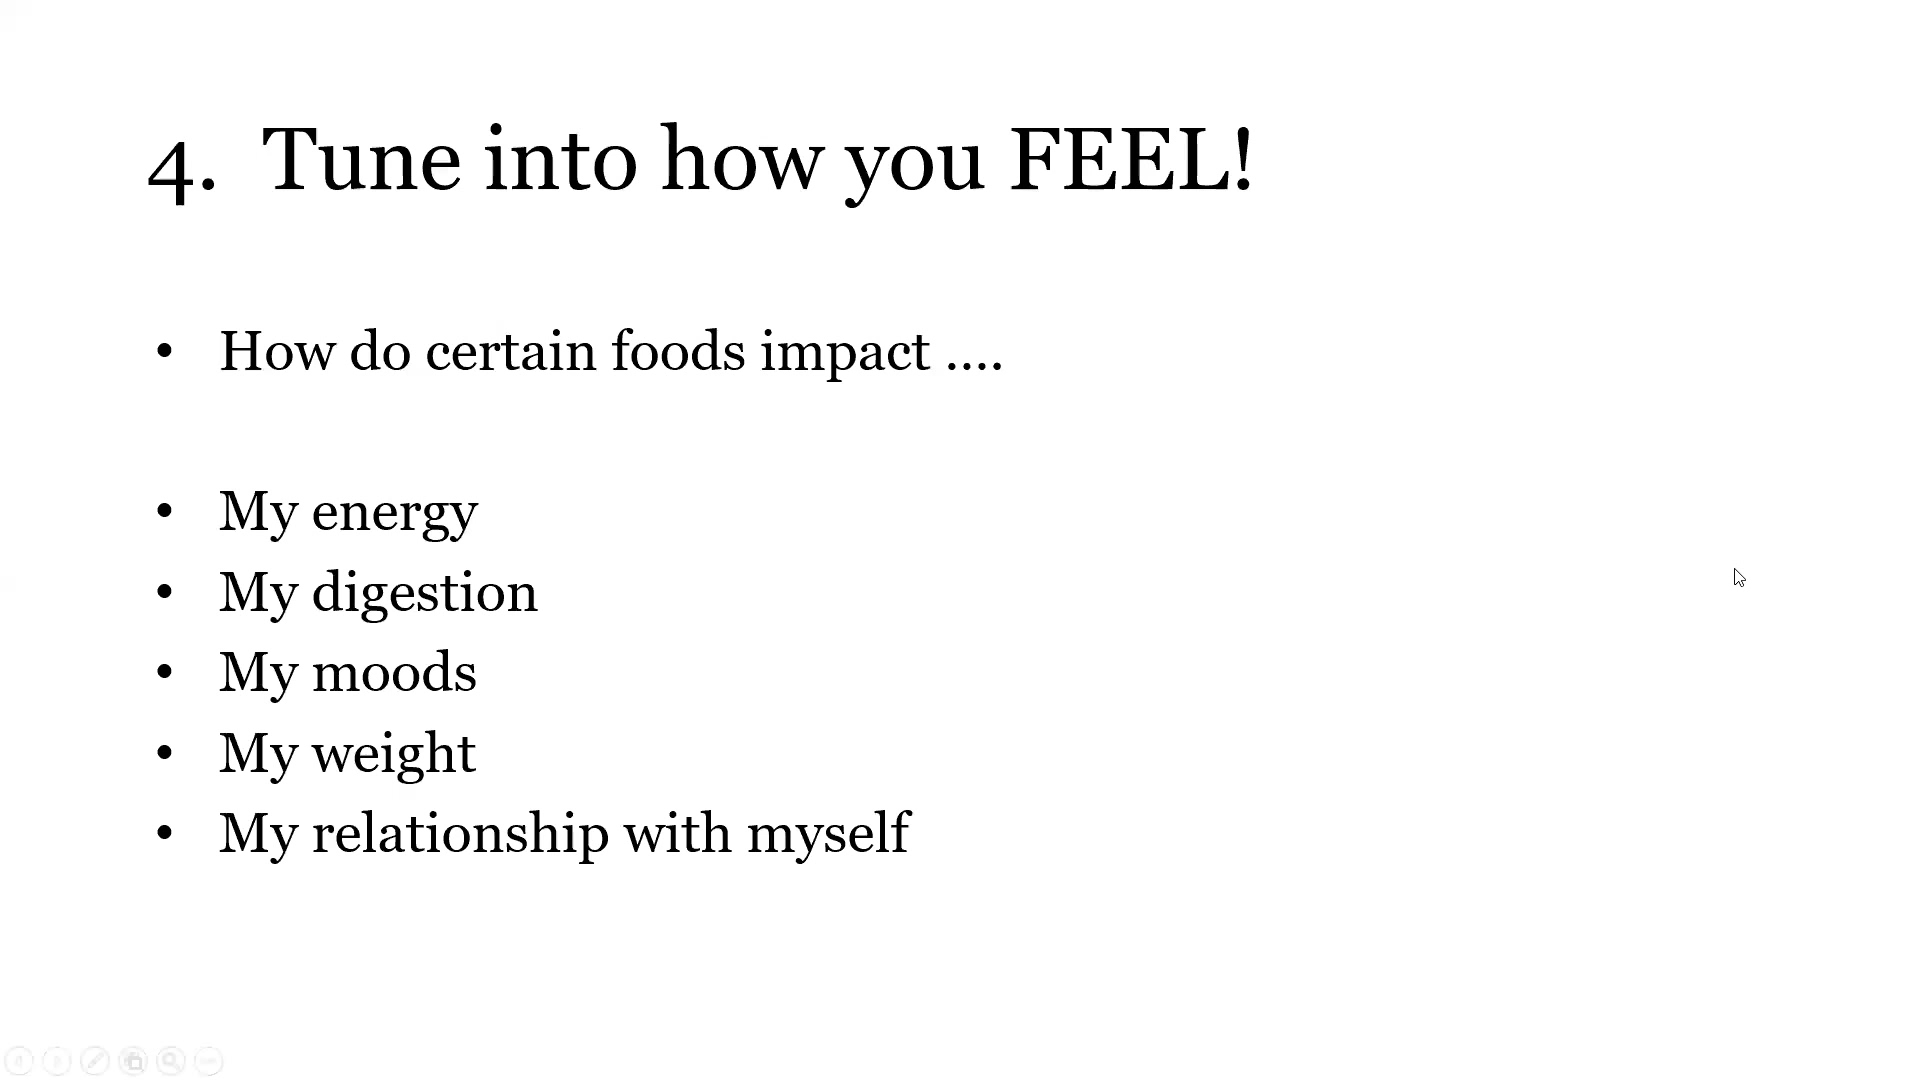 4. Tune into how you FEEL!
• How do certain foods impact ....
• My energy
• My digestion
• My moods
• My weight
• My relationship with myself